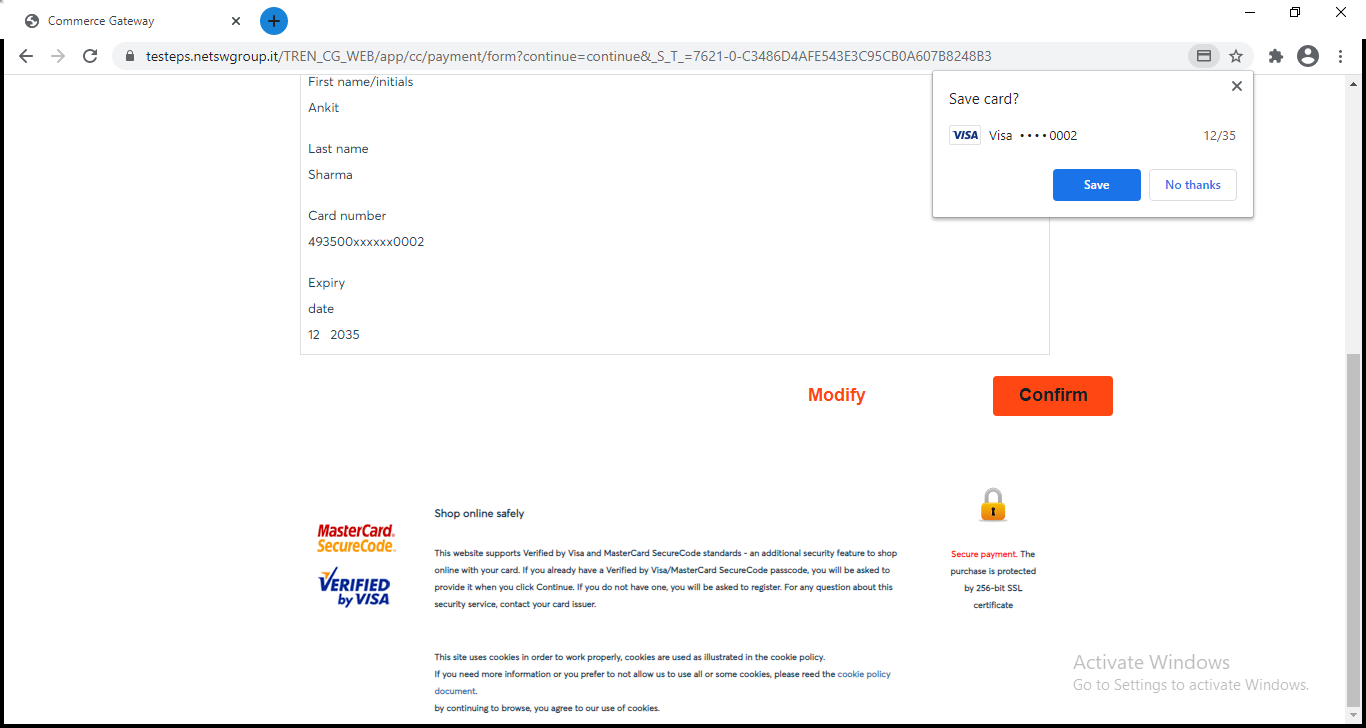 Commerce Gateway
testeps.netswgroup.it/TREN_CG_WEB/app/cc/payment/form?continue=continue&_S_T_=7621-0-C3486D4AFE543E3C95CB0A607B8248B3
Save card?
VISA Visa •••• 0002 12/35
Save No thanks
First name/initials
Ankit
Last name
Sharma
Card number
493500xxxxxx0002
Expiry
date
12 2035
Modify Confirm
MasterCard.
SecureCode.
VERIFIED
by VISA
Shop online safely
This website supports Verified by Visa and MasterCard SecureCode standards - an additional security feature to shop
online with your card. If you already have a Verified by Visa/MasterCard SecureCode passcode, you will be asked to
provide it when you click Continue. If you do not have one, you will be asked to register. For any question about this
security service, contact your card issuer.
Secure payment. The
purchase is protected
by 256-bit SSL
certificate
This site uses cookies in order to work properly, cookies are used as illustrated in the cookie policy.
If you need more information or you prefer to not allow us to use all or some cookies, please reed the cookie policy
document.
by continuing to browse, you agree to our use of cookies.
Activate Windows
Go to Settings to activate Windows.